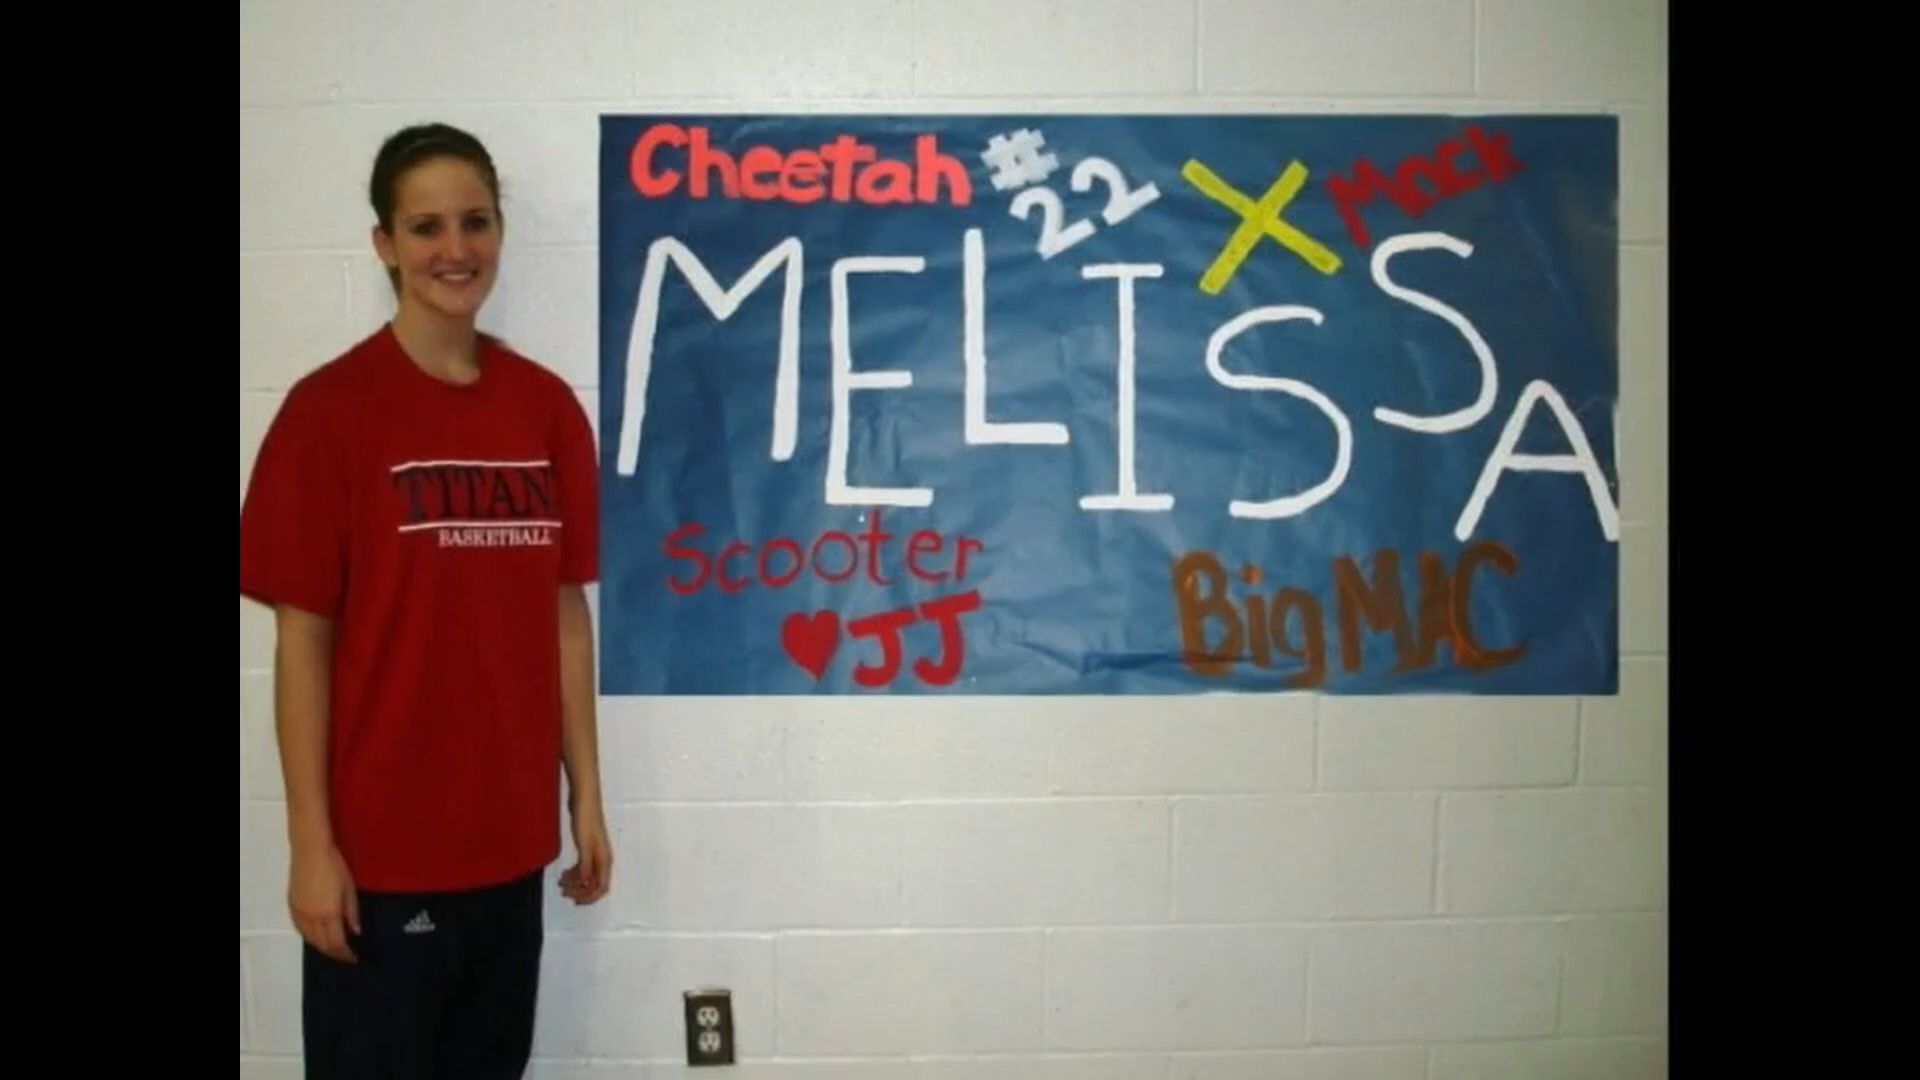 Cheetah #22 X Mack
MELISSA
Scooter
♥JJ
Big MAC
TITAN
BASKETBALL